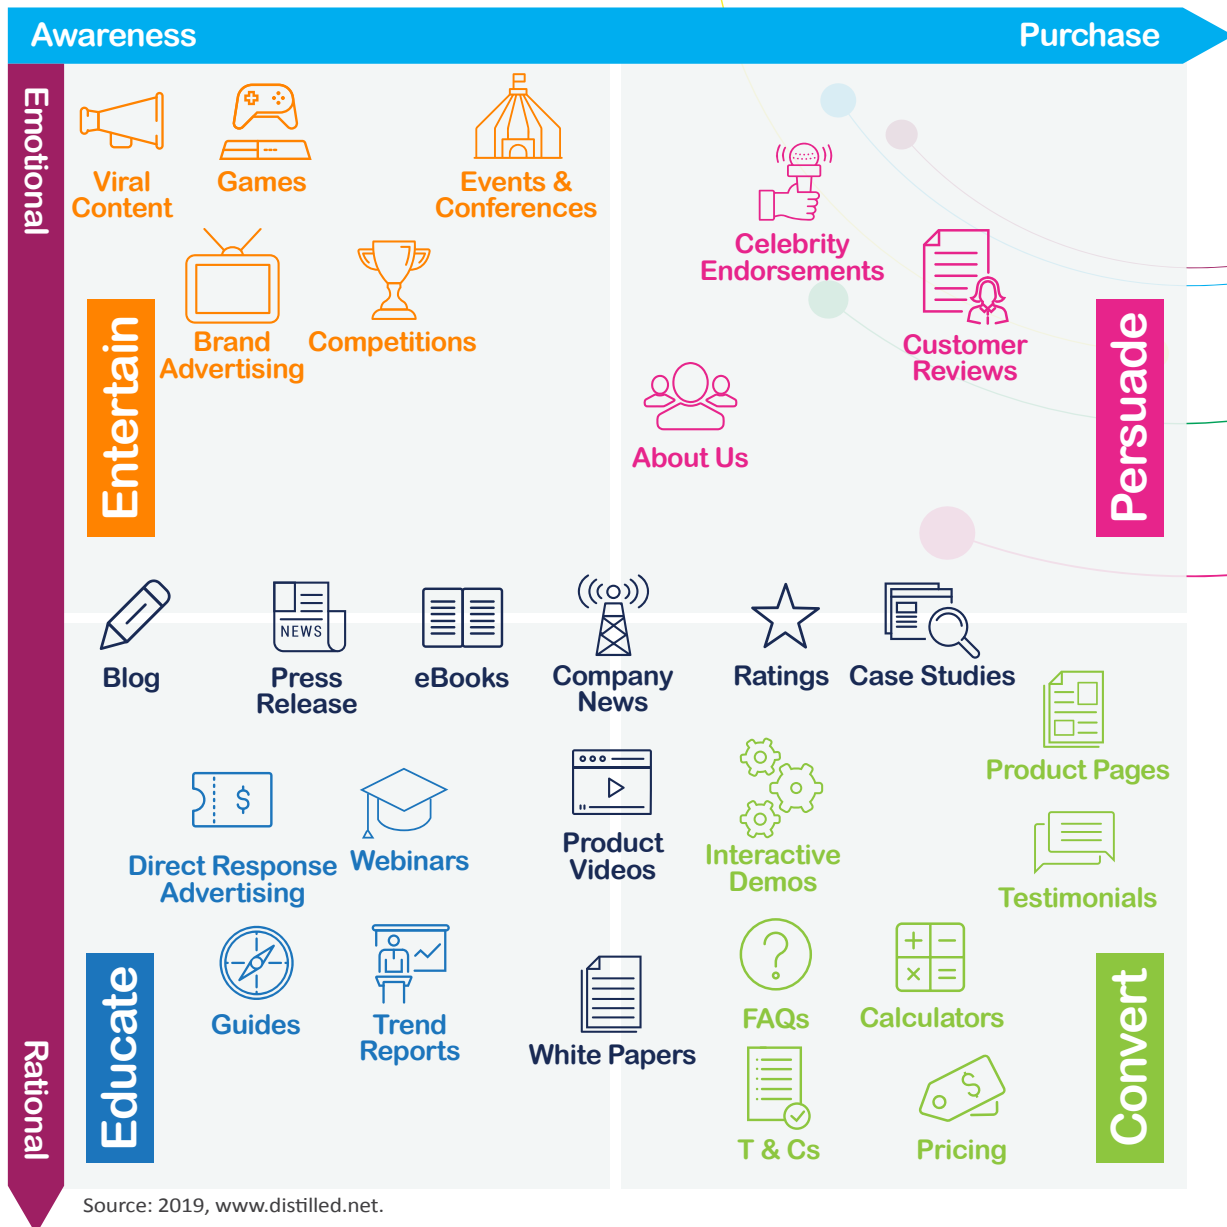 Awareness
Purchase
Emotional
Viral
Content
Games
Events &
Conferences
Brand
Advertising
Competitions
Entertain
Celebrity
Endorsements
Customer
Reviews
About Us
Persuade
Blog
NEWS
Press
Release
eBooks
Company
News
Ratings
Case Studies
Direct Response
Advertising
$
Webinars
Product
Videos
Guides
Trend
Reports
White Papers
Educate
Product Pages
Interactive
Demos
Testimonials
?
FAQs
+ −
× =
Calculators
T & Cs
$
Pricing
Convert
Rational
Source: 2019, www.distilled.net.